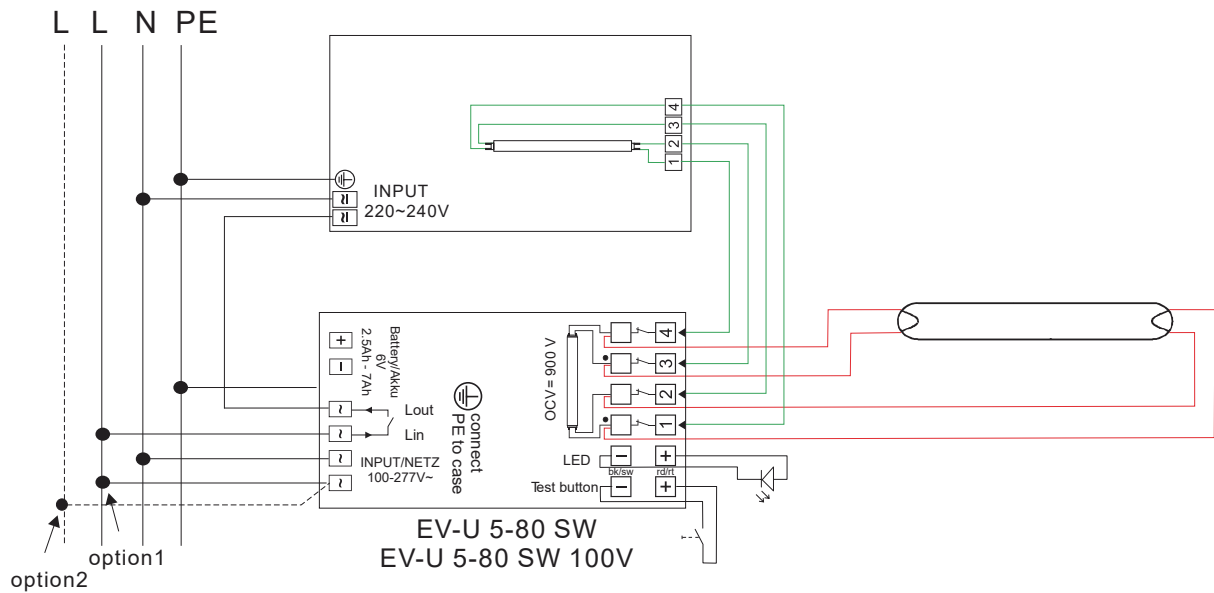 L L N PE
4
3
2
1
INPUT
220~240V
~
~
+
-
Battery/Akku
6V
2.5Ah - 7Ah
connect
PE to case
OCV= 900 V
4
3
2
1
~ Lout
~ Lin
~ INPUT/NETZ
100-277V~
~
LED - +
bk/sw rd/rt
Test button - +
EV-U 5-80 SW
EV-U 5-80 SW 100V
option1
option2